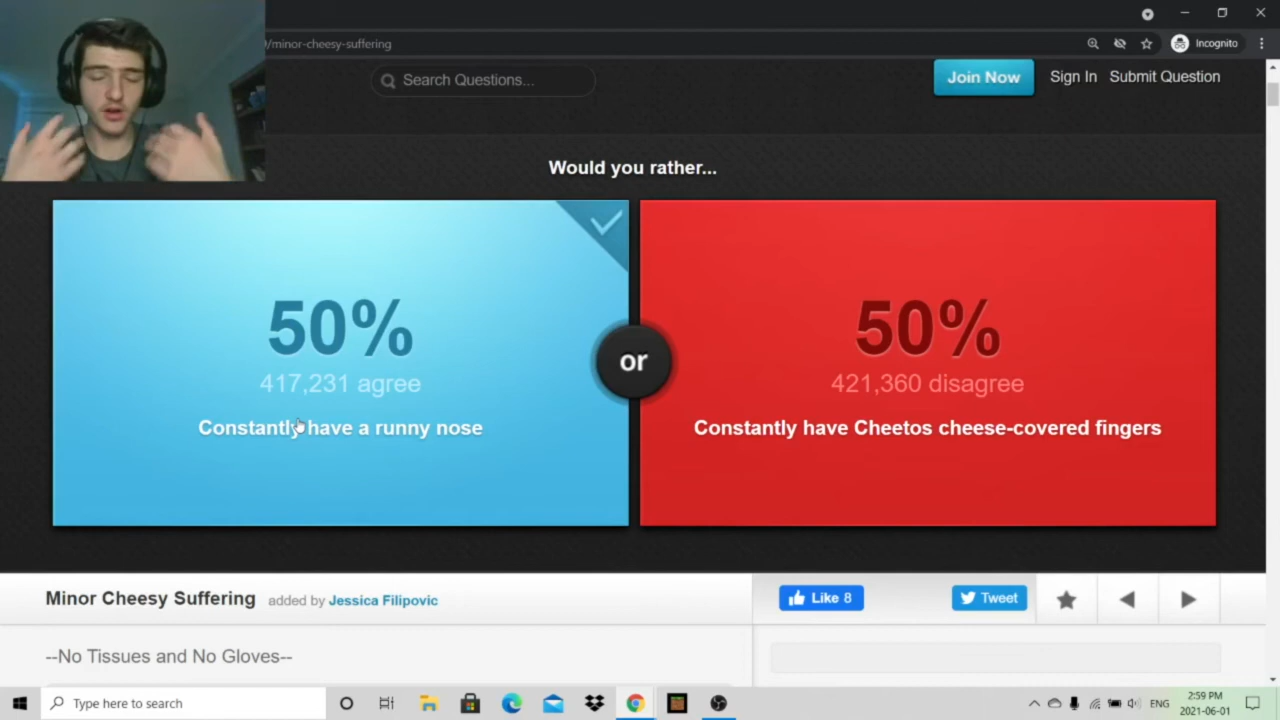 /minor-cheesy-suffering
Incognito
Search Questions...
Join Now
Sign In
Submit Question
Would you rather...
50%
417,231 agree
Constantly have a runny nose
or
50%
421,360 disagree
Constantly have Cheetos cheese-covered fingers
Minor Cheesy Suffering added by Jessica Filipovic
Like 8
Tweet
--No Tissues and No Gloves--
Type here to search
ENG
2:59 PM
2021-06-01